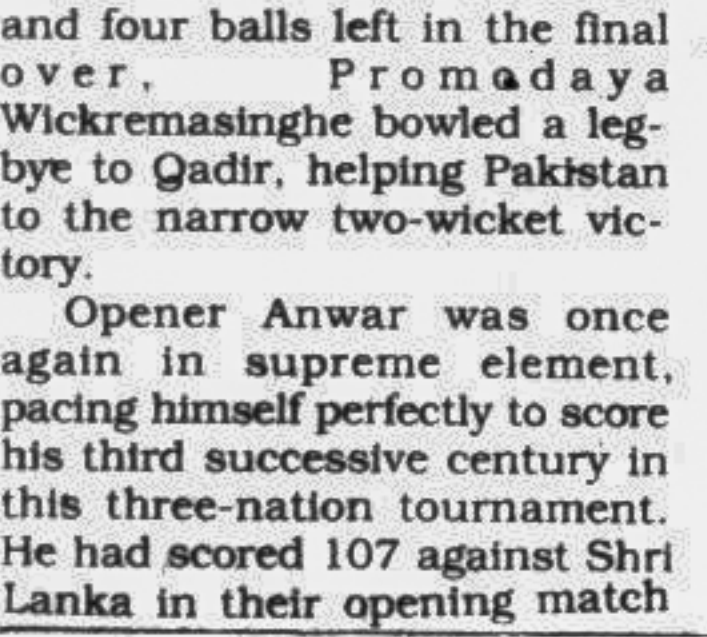 and four balls left in the final
over, Promodaya
Wickremasinghe bowled a leg-
bye to Qadir, helping Pakistan
to the narrow two-wicket vic-
tory.
Opener Anwar was once
again in supreme element,
pacing himself perfectly to score
his third successive century in
this three-nation tournament.
He had scored 107 against Shri
Lanka in their opening match